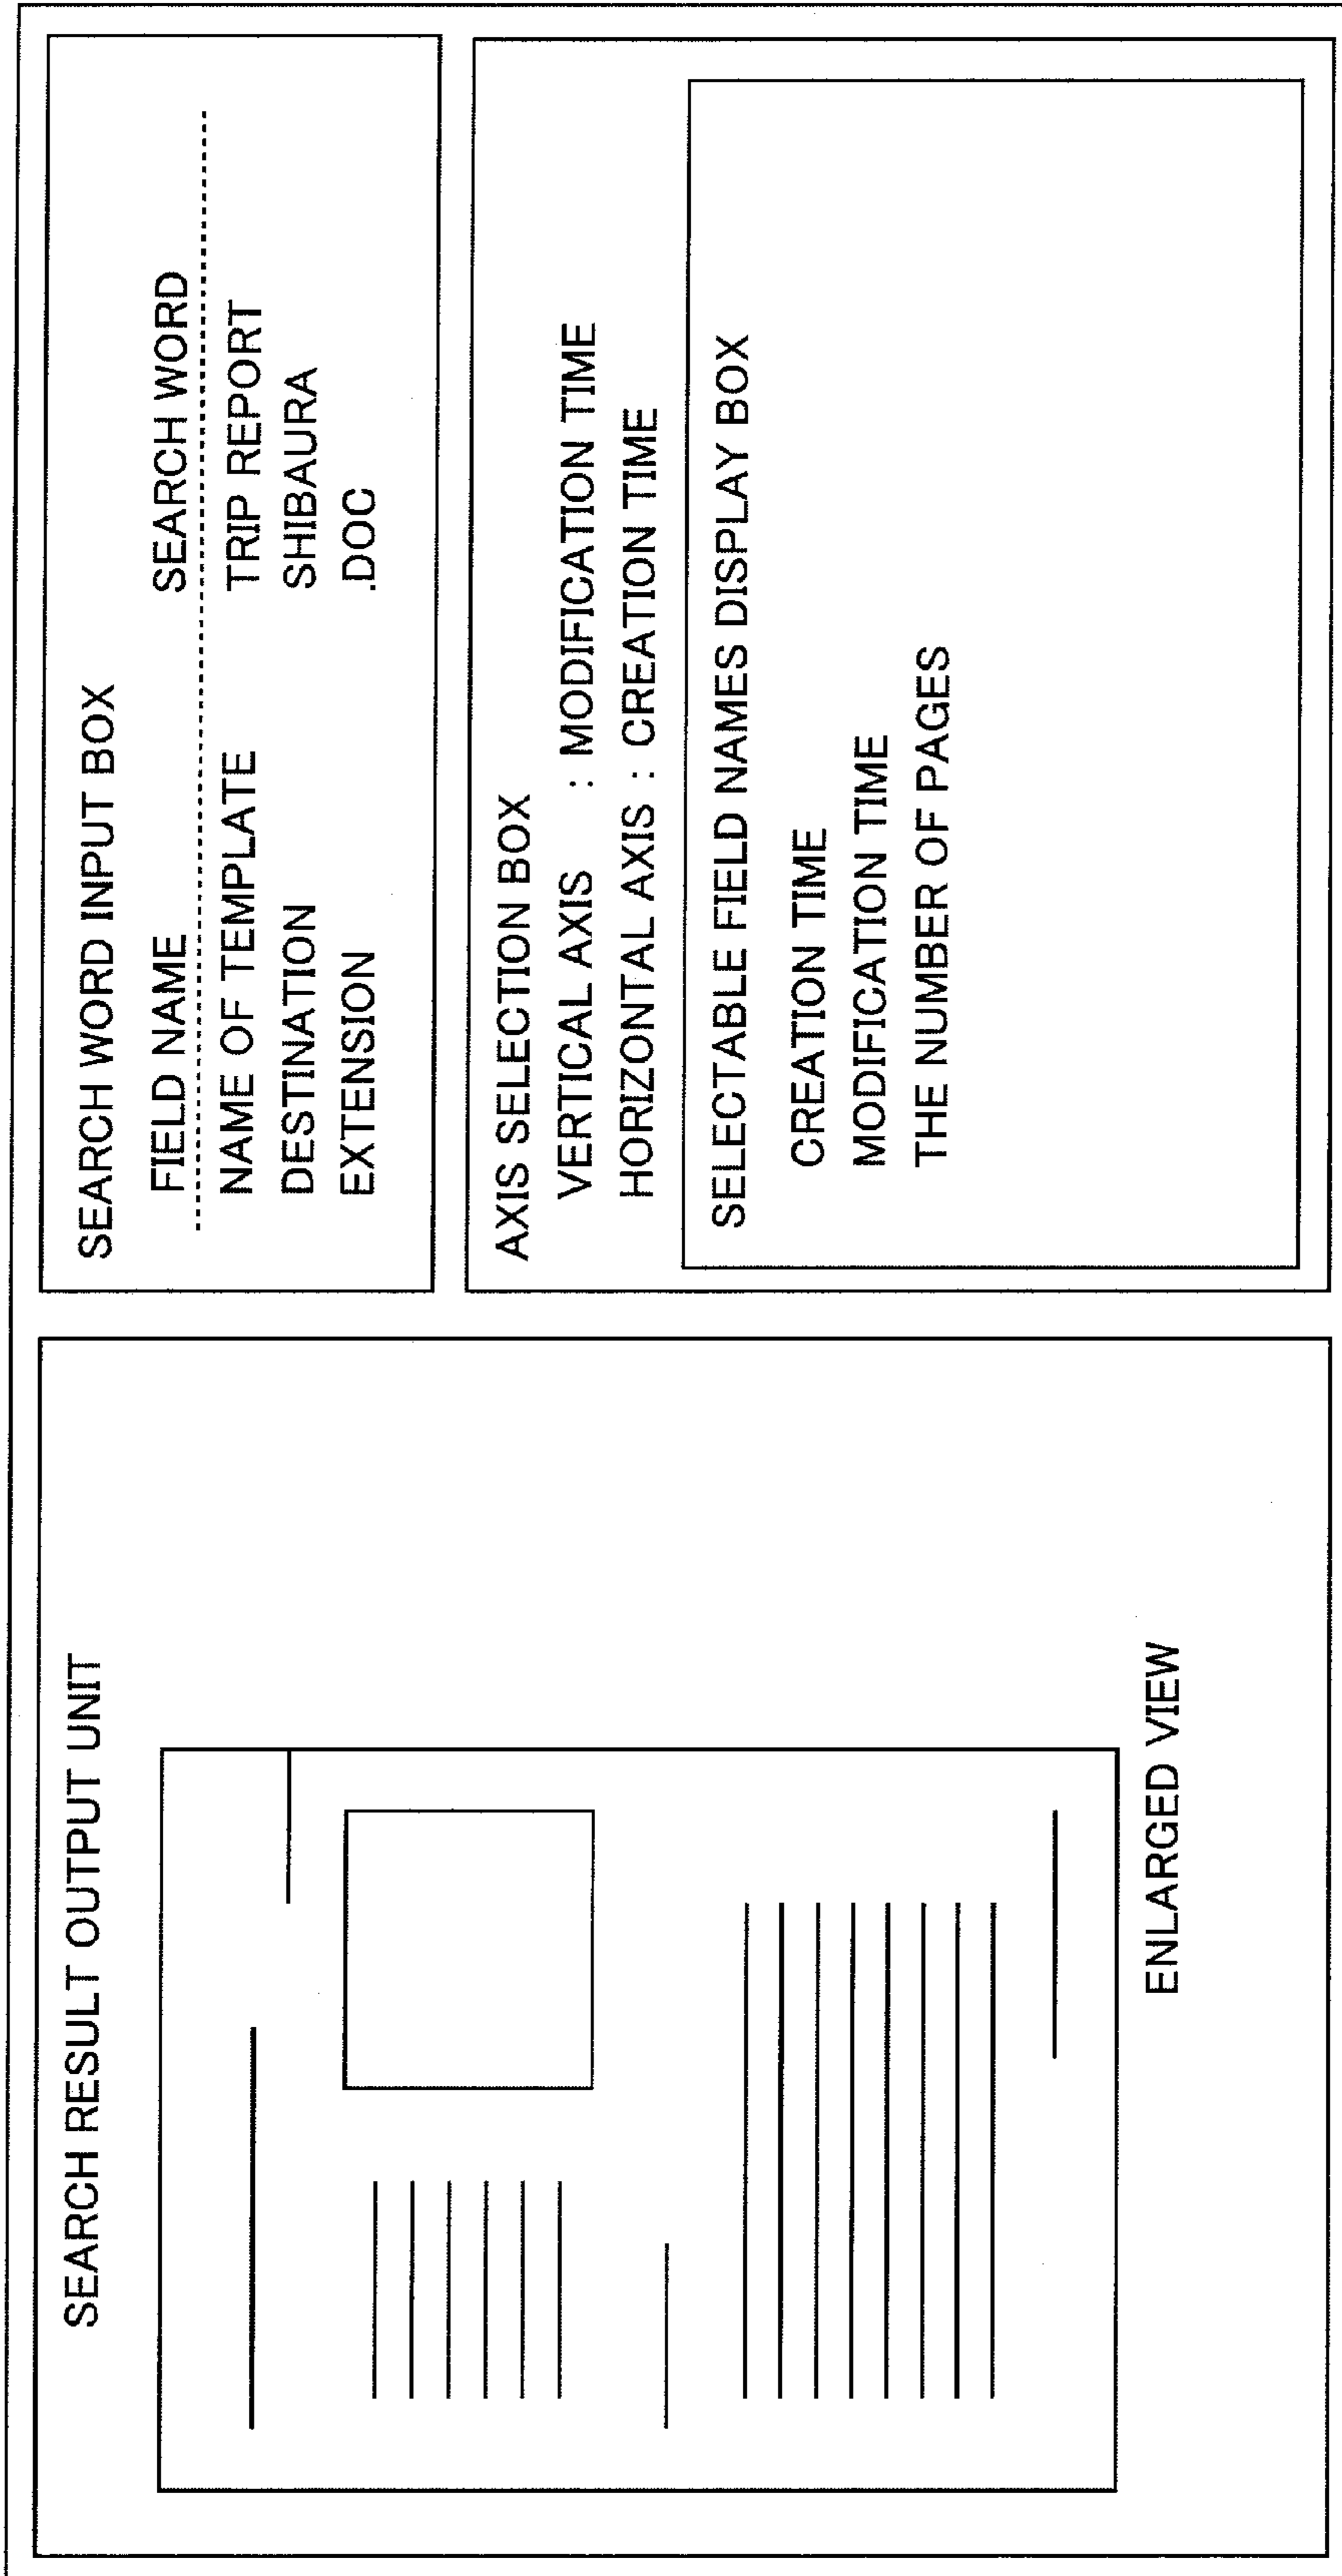 SEARCH RESULT OUTPUT UNIT
ENLARGED VIEW
SEARCH WORD INPUT BOX
FIELD NAME SEARCH WORD
NAME OF TEMPLATE TRIP REPORT
DESTINATION SHIBAURA
EXTENSION .DOC
AXIS SELECTION BOX
VERTICAL AXIS : MODIFICATION TIME
HORIZONTAL AXIS : CREATION TIME
SELECTABLE FIELD NAMES DISPLAY BOX
CREATION TIME
MODIFICATION TIME
THE NUMBER OF PAGES